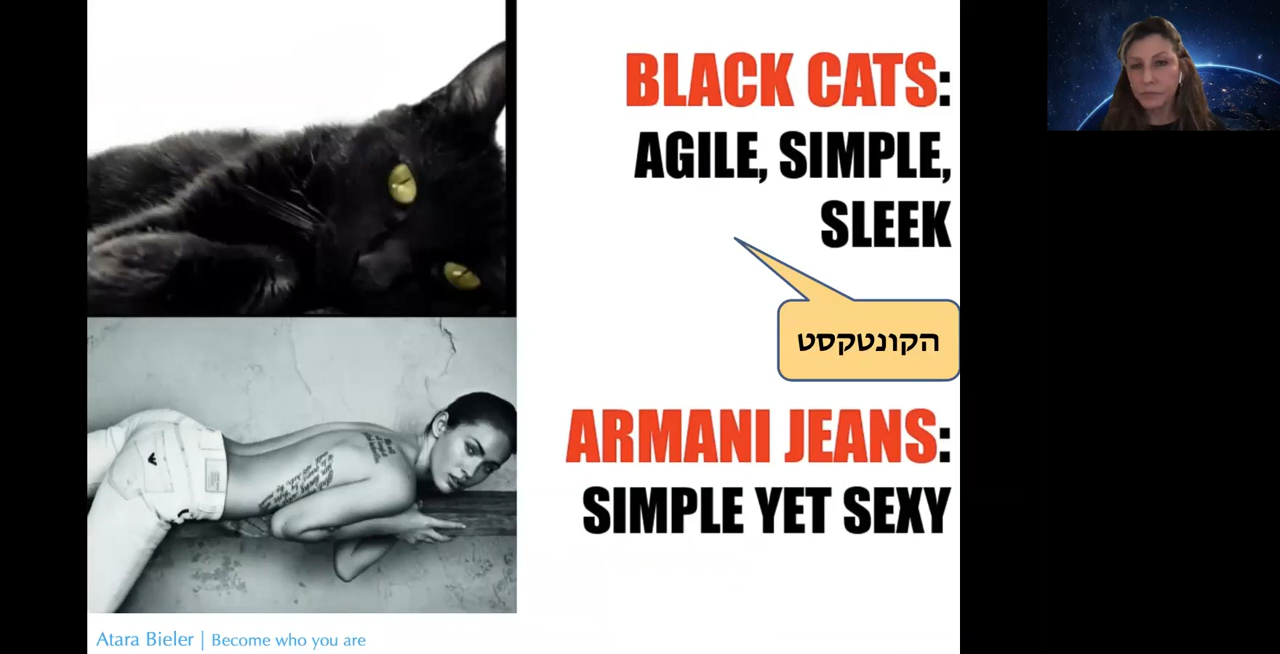 BLACK CATS:
AGILE, SIMPLE,
SLEEK
הקונטקסט
ARMANI JEANS:
SIMPLE YET SEXY
Atara Bieler | Become who you are